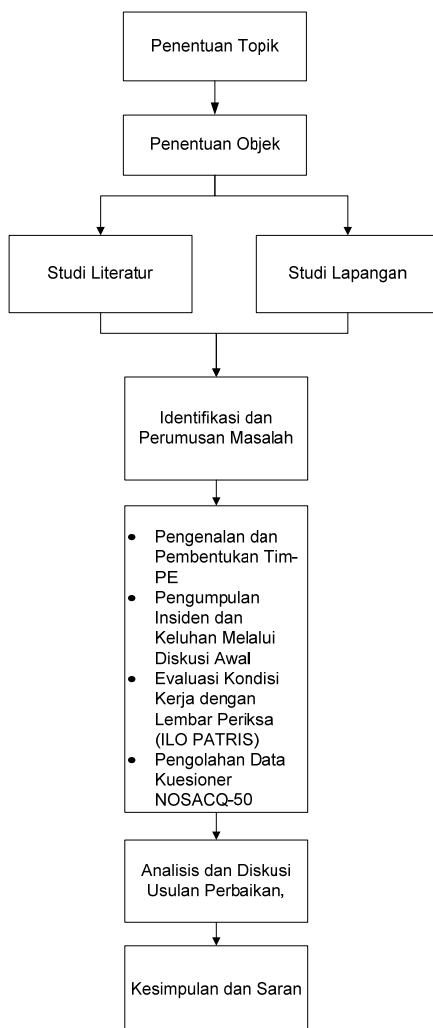 Penentuan Topik
Penentuan Objek
Studi Literatur
Studi Lapangan
Identifikasi dan
Perumusan Masalah
• Pengenalan dan
Pembentukan Tim-
PE
• Pengumpulan
Insiden dan
Keluhan Melalui
Diskusi Awal
• Evaluasi Kondisi
Kerja dengan
Lembar Periksa
(ILO PATRIS)
• Pengolahan Data
Kuesioner
NOSACQ-50
Analisis dan Diskusi
Usulan Perbaikan,
Kesimpulan dan Saran